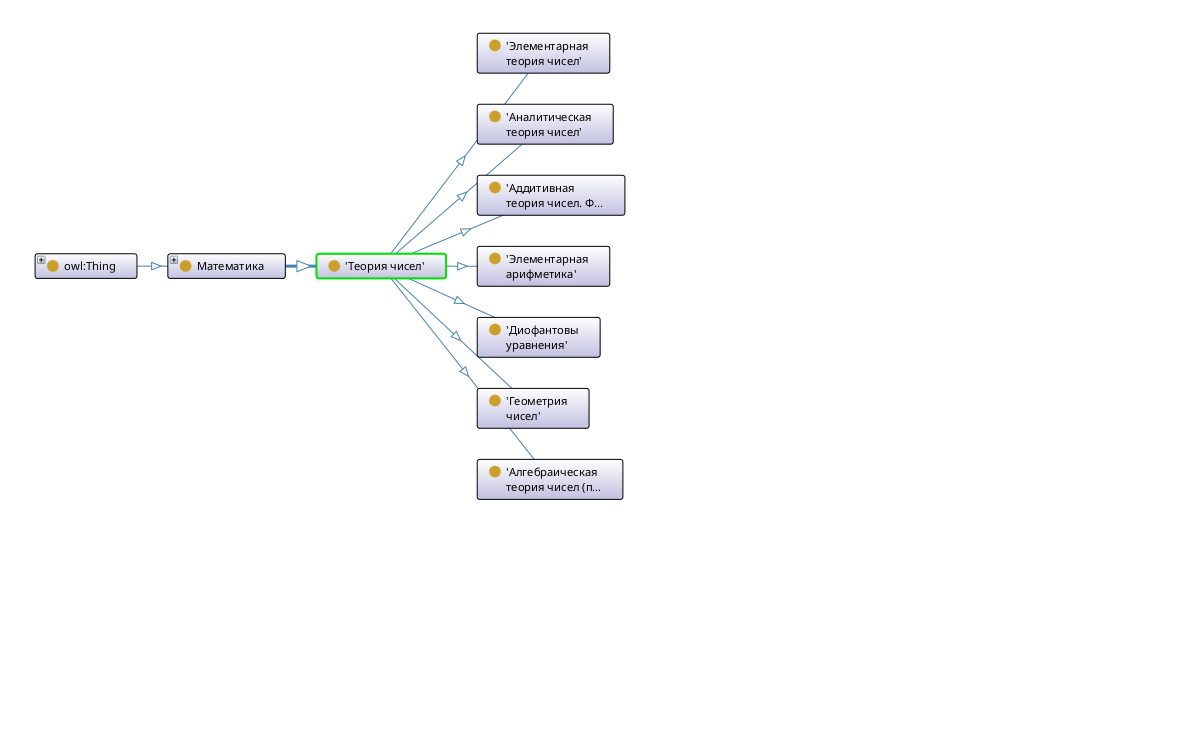 'Элементарная
теория чисел'
'Аналитическая
теория чисел'
'Аддитивная
теория чисел. Ф...
owl:Thing
Математика
'Теория чисел'
'Элементарная
арифметика'
'Диофантовы
уравнения'
'Геометрия
чисел'
'Алгебраическая
теория чисел (п...